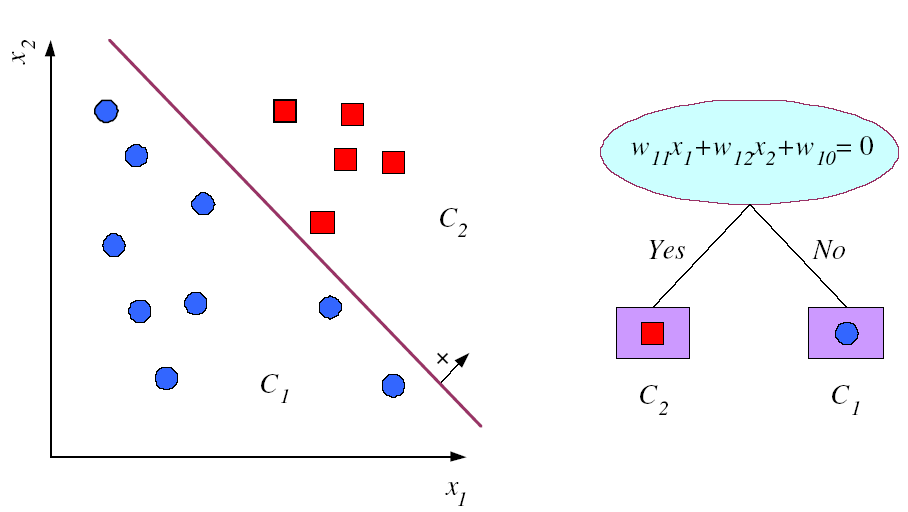 x2
C2
C1
×
x1
w11x1+w12x2+w10= 0
Yes
No
C2
C1